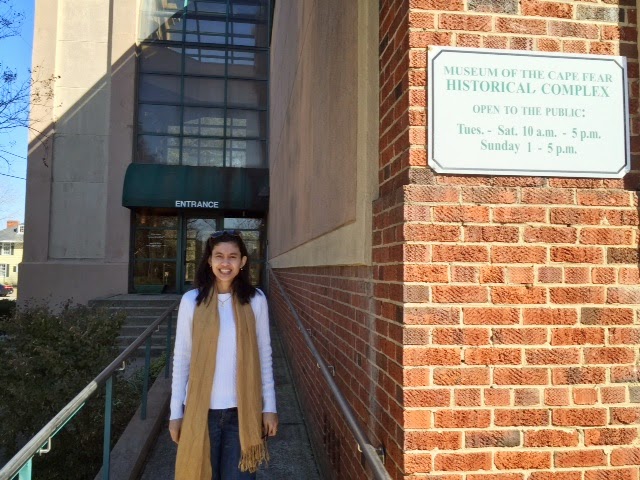 MUSEUM OF THE CAPE FEAR
HISTORICAL COMPLEX
OPEN TO THE PUBLIC:
Tues. - Sat. 10 a.m. - 5 p.m.
Sunday 1 - 5 p.m.
ENTRANCE